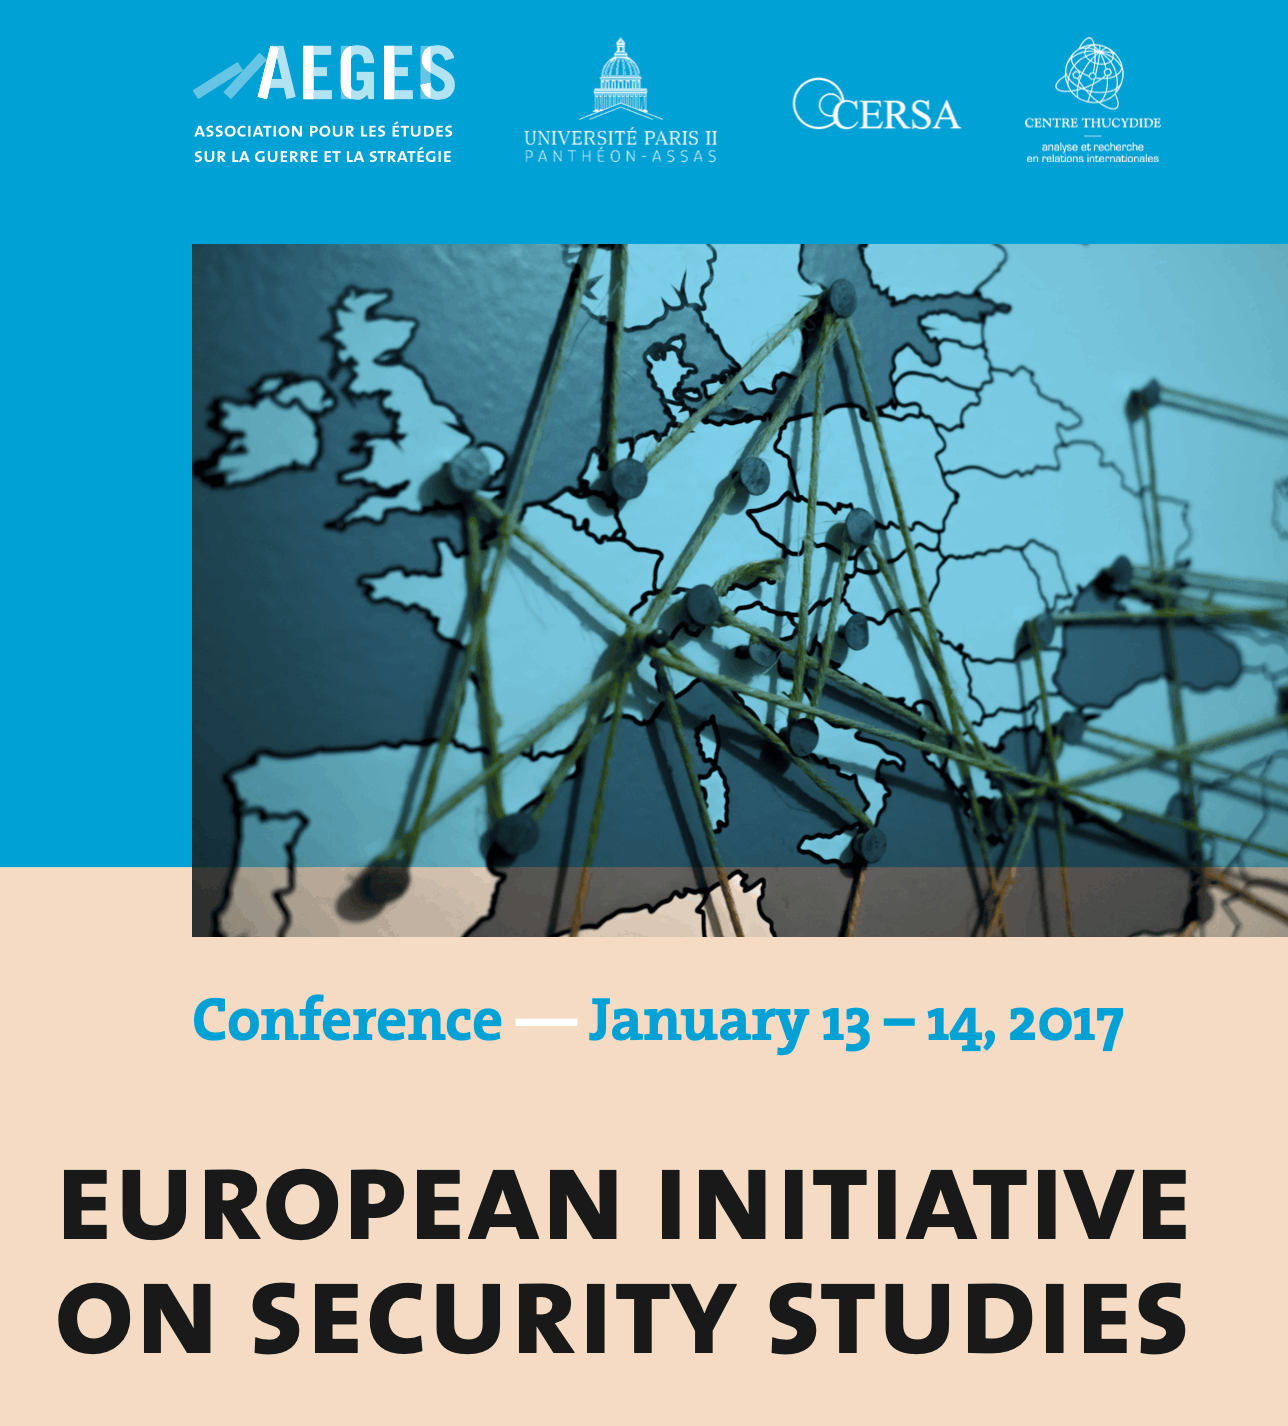 AEGES
ASSOCIATION POUR LES ÉTUDES
SUR LA GUERRE ET LA STRATÉGIE
UNIVERSITÉ PARIS II
PANTHÉON-ASSAS
CERSA
CENTRE THUCYDIDE
analyse et recherche
en relations internationales
Conference — January 13 – 14, 2017
EUROPEAN INITIATIVE
ON SECURITY STUDIES